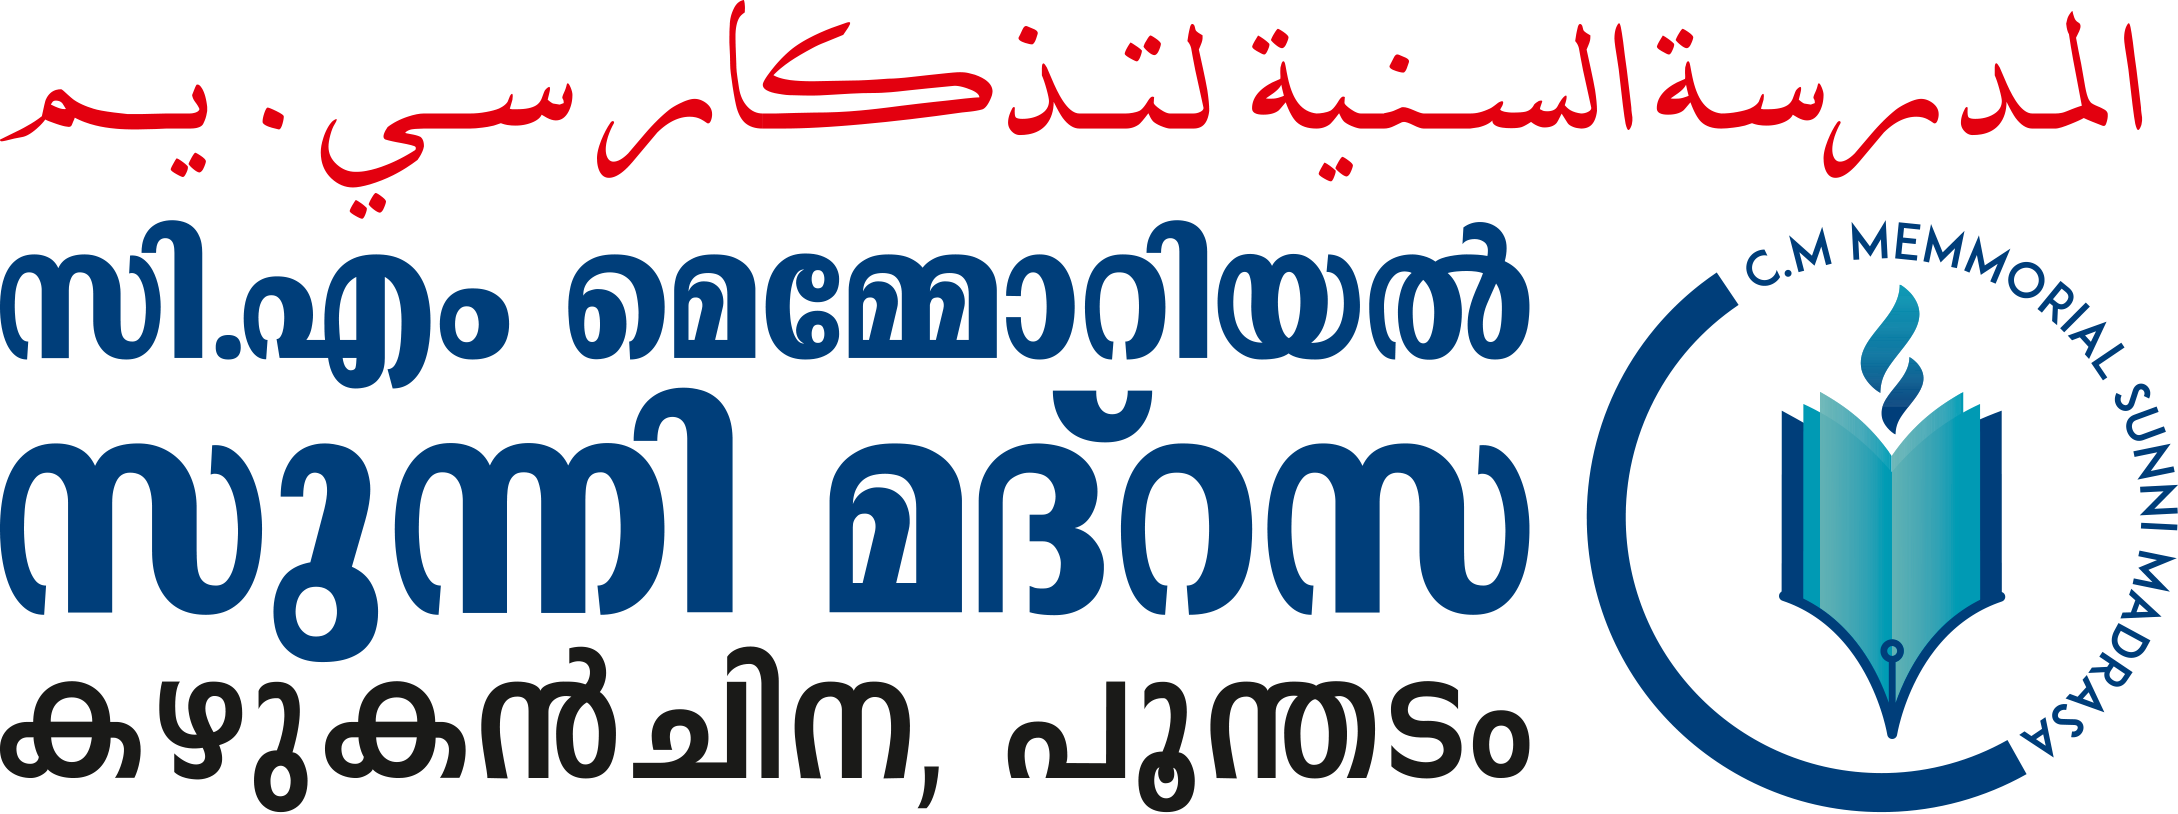 المدرسة السنية لتذكار سي . يم
സി.എം മെമ്മോറിയൽ
സുന്നി മദ്റസ
കഴുകൻചിന, പൂന്തടം
C.M MEMMORIAL SUNNI MADRASA